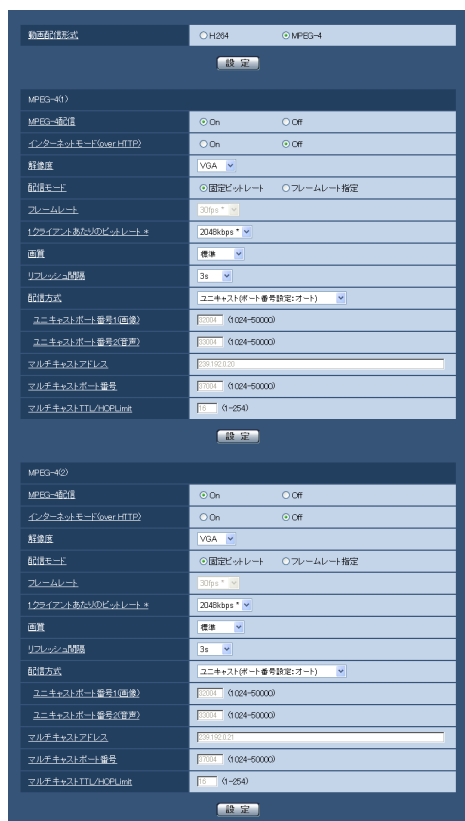 動画配信形式 H.264 MPEG-4
設 定
MPEG-4(1)
MPEG-4配信 On Off
インターネットモード(over HTTP) On Off
解像度 VGA
配信モード 固定ビットレート フレームレート指定
フレームレート 30fps *
1クライアントあたりのビットレート * 2048kbps *
画質 標準
リフレッシュ間隔 3s
配信方式 ユニキャスト(ポート番号設定:オート)
ユニキャストポート番号1(画像) 32004 (1024-50000)
ユニキャストポート番号2(音声) 33004 (1024-50000)
マルチキャストアドレス 239.192.0.20
マルチキャストポート番号 37004 (1024-50000)
マルチキャストTTL/HOPLimit 16 (1-254)
設 定
MPEG-4(2)
MPEG-4配信 On Off
インターネットモード(over HTTP) On Off
解像度 VGA
配信モード 固定ビットレート フレームレート指定
フレームレート 30fps *
1クライアントあたりのビットレート * 2048kbps *
画質 標準
リフレッシュ間隔 3s
配信方式 ユニキャスト(ポート番号設定:オート)
ユニキャストポート番号1(画像) 32004 (1024-50000)
ユニキャストポート番号2(音声) 33004 (1024-50000)
マルチキャストアドレス 239.192.0.21
マルチキャストポート番号 37004 (1024-50000)
マルチキャストTTL/HOPLimit 16 (1-254)
設 定